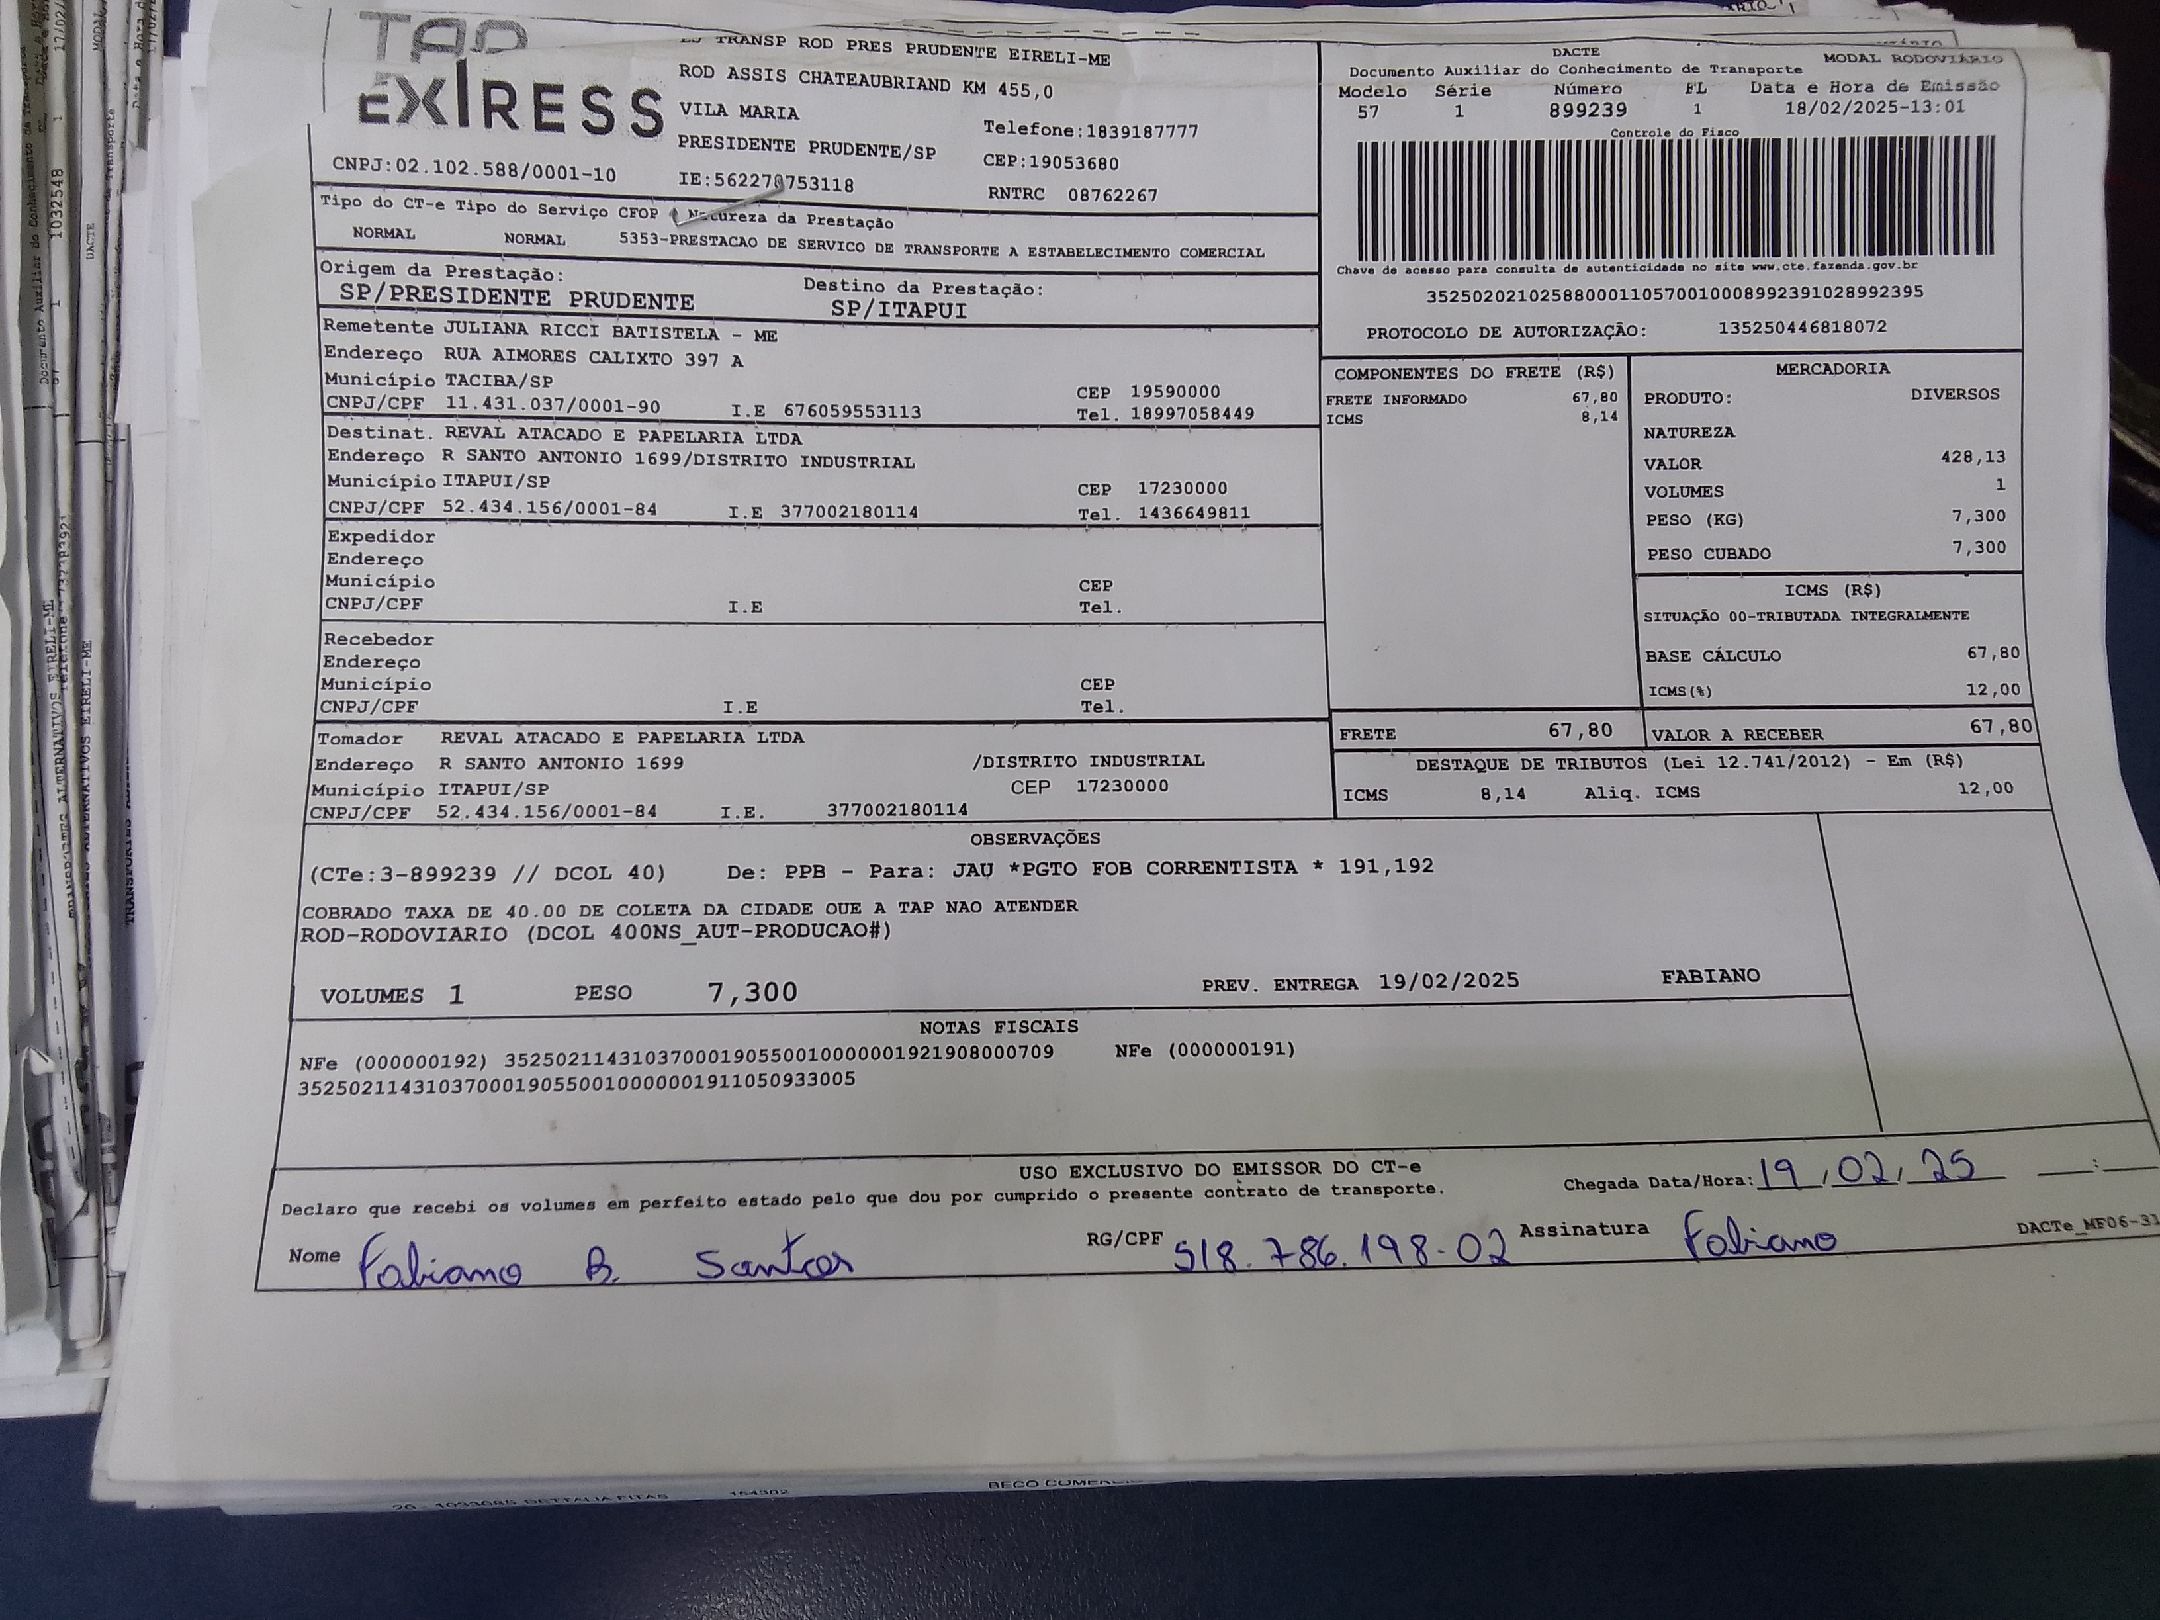 TAP
EXPRESS
TRANSP ROD PRES PRUDENTE EIRELI-ME
ROD ASSIS CHATEAUBRIAND KM 455,0
VILA MARIA
Telefone:1839187777
PRESIDENTE PRUDENTE/SP
CEP:19053680
CNPJ:02.102.588/0001-10
IE:562270753118
RNTRC 08762267
Tipo do CT-e Tipo do Serviço CFOP Natureza da Prestação
NORMAL NORMAL 5353-PRESTACAO DE SERVICO DE TRANSPORTE A ESTABELECIMENTO COMERCIAL
Origem da Prestação: Destino da Prestação:
SP/PRESIDENTE PRUDENTE SP/ITAPUI
Remetente JULIANA RICCI BATISTELA - ME
Endereço RUA AIMORES CALIXTO 397 A
Município TACIBA/SP CEP 19590000
CNPJ/CPF 11.431.037/0001-90 I.E 676059553113 Tel. 18997058449
Destinat. REVAL ATACADO E PAPELARIA LTDA
Endereço R SANTO ANTONIO 1699/DISTRITO INDUSTRIAL
Município ITAPUI/SP CEP 17230000
CNPJ/CPF 52.434.156/0001-84 I.E 377002180114 Tel. 1436649811
Expedidor
Endereço
Município CEP
CNPJ/CPF I.E Tel.
Recebedor
Endereço
Município CEP
CNPJ/CPF I.E Tel.
Tomador REVAL ATACADO E PAPELARIA LTDA
Endereço R SANTO ANTONIO 1699 /DISTRITO INDUSTRIAL
Município ITAPUI/SP CEP 17230000
CNPJ/CPF 52.434.156/0001-84 I.E. 377002180114
DACTE MODAL RODOVIÁRIO
Documento Auxiliar do Conhecimento de Transporte
Modelo Série Número FL Data e Hora de Emissão
57 1 899239 1 18/02/2025-13:01
Controle do Fisco
Chave de acesso para consulta de autenticidade no site www.cte.fazenda.gov.br
35250202102588000110570010008992391028992395
PROTOCOLO DE AUTORIZAÇÃO: 135250446818072
COMPONENTES DO FRETE (R$)
FRETE INFORMADO 67,80
ICMS 8,14
MERCADORIA
PRODUTO: DIVERSOS
NATUREZA
VALOR 428,13
VOLUMES 1
PESO (KG) 7,300
PESO CUBADO 7,300
ICMS (R$)
SITUAÇÃO 00-TRIBUTADA INTEGRALMENTE
BASE CÁLCULO 67,80
ICMS(%) 12,00
FRETE 67,80 VALOR A RECEBER 67,80
DESTAQUE DE TRIBUTOS (Lei 12.741/2012) - Em (R$)
ICMS 8,14 Aliq. ICMS 12,00
OBSERVAÇÕES
(CTe:3-899239 // DCOL 40) De: PPB - Para: JAU *PGTO FOB CORRENTISTA * 191,192
COBRADO TAXA DE 40.00 DE COLETA DA CIDADE QUE A TAP NAO ATENDER
ROD-RODOVIARIO (DCOL 400NS_AUT-PRODUCAO#)
VOLUMES 1 PESO 7,300 PREV. ENTREGA 19/02/2025 FABIANO
NOTAS FISCAIS
NFe (000000192) 35250211431037000190550010000001921908000709 NFe (000000191)
35250211431037000190550010000001911050933005
USO EXCLUSIVO DO EMISSOR DO CT-e
Declaro que recebi os volumes em perfeito estado pelo que dou por cumprido o presente contrato de transporte. Chegada Data/Hora: 19/02/25 __:__
Nome Fabiano B. Santos RG/CPF 518.786.198-02 Assinatura Fabiano DACTe_MF06-31